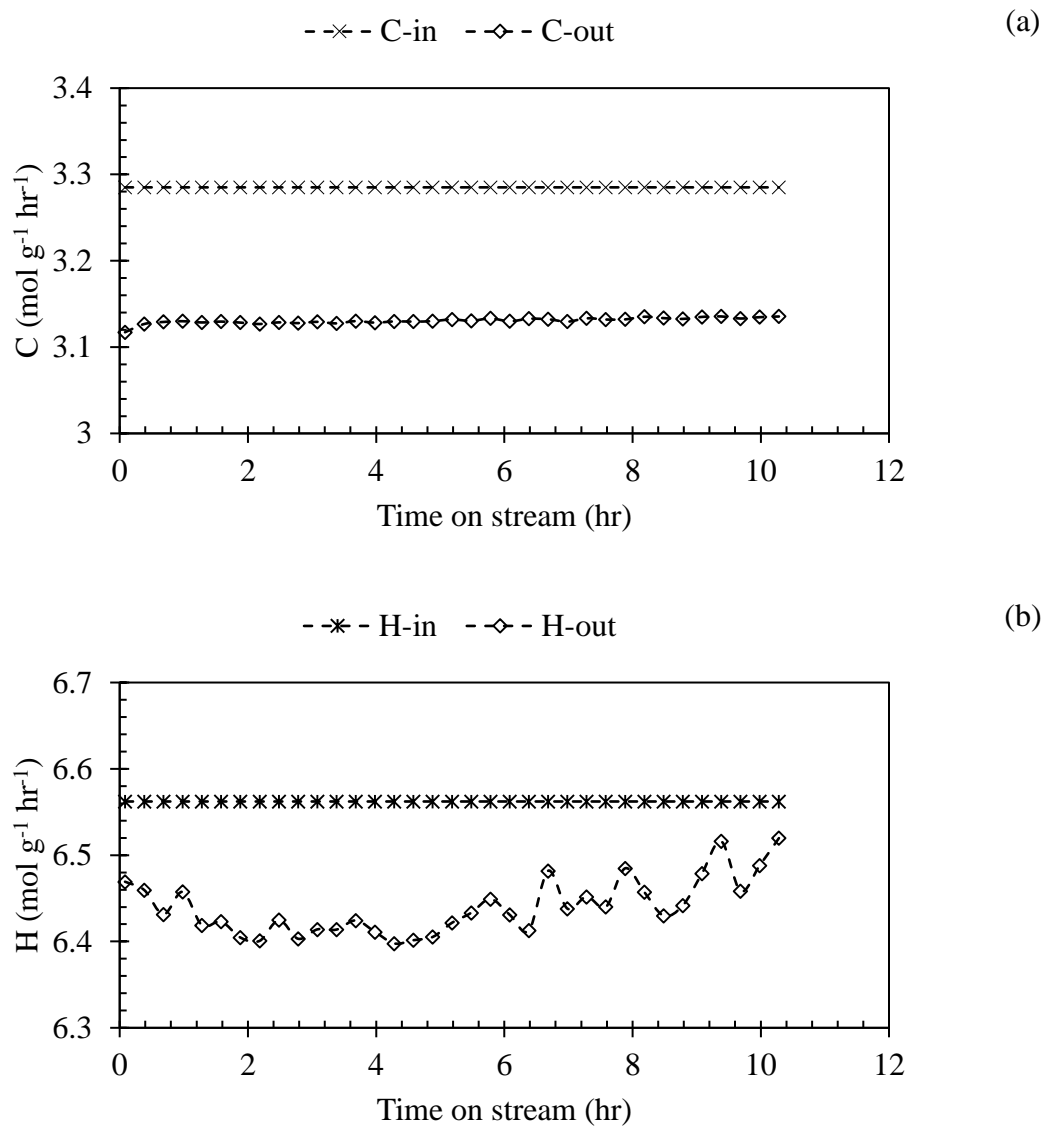 C-in C-out (a)
3.4
3.3
3.2
3.1
3
C (mol g⁻¹ hr⁻¹)
0 2 4 6 8 10 12
Time on stream (hr)
H-in H-out (b)
6.7
6.6
6.5
6.4
6.3
H (mol g⁻¹ hr⁻¹)
0 2 4 6 8 10 12
Time on stream (hr)